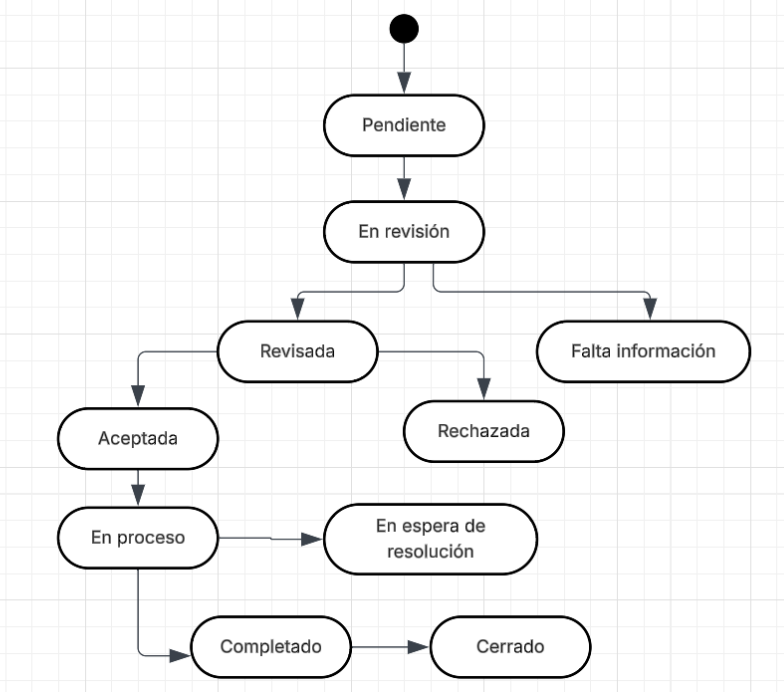 Pendiente
En revisión
Revisada
Falta información
Aceptada
Rechazada
En proceso
En espera de
resolución
Completado
Cerrado